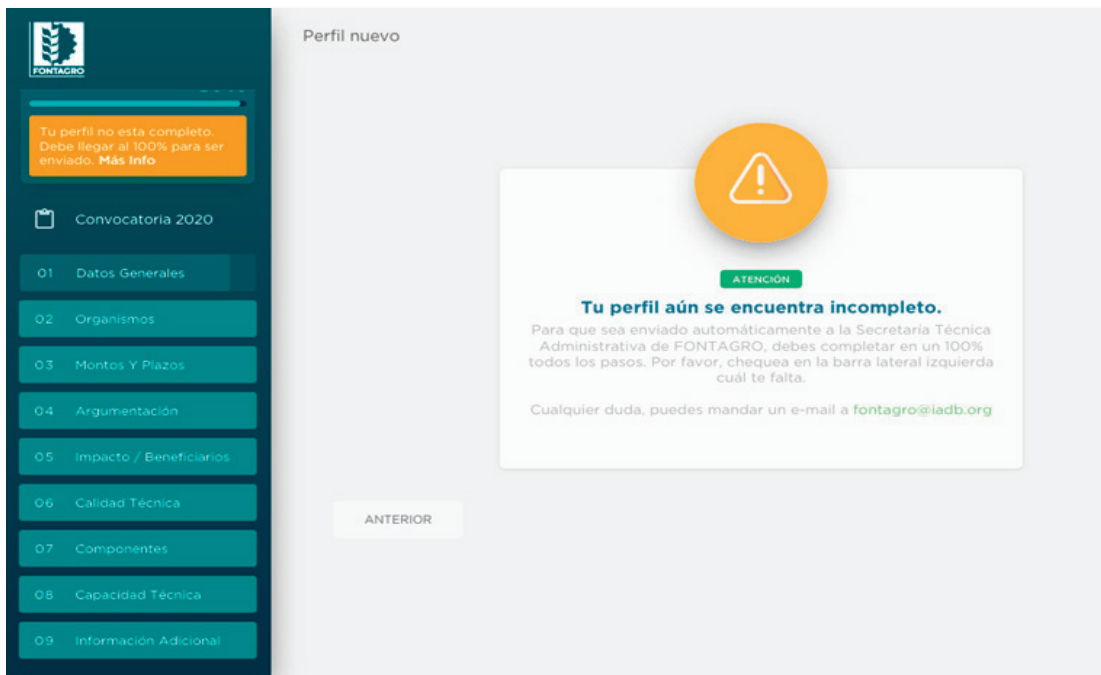 FONTAGRO
Tu perfil no esta completo.
Debe llegar al 100% para ser
enviado. Más Info
Convocatoria 2020
01 Datos Generales
02 Organismos
03 Montos Y Plazos
04 Argumentación
05 Impacto / Beneficiarios
06 Calidad Técnica
07 Componentes
08 Capacidad Técnica
09 Información Adicional
Perfil nuevo
ATENCIÓN
Tu perfil aún se encuentra incompleto.
Para que sea enviado automáticamente a la Secretaría Técnica
Administrativa de FONTAGRO, debes completar en un 100%
todos los pasos. Por favor, chequea en la barra lateral izquierda
cuál te falta.
Cualquier duda, puedes mandar un e-mail a fontagro@iadb.org
ANTERIOR